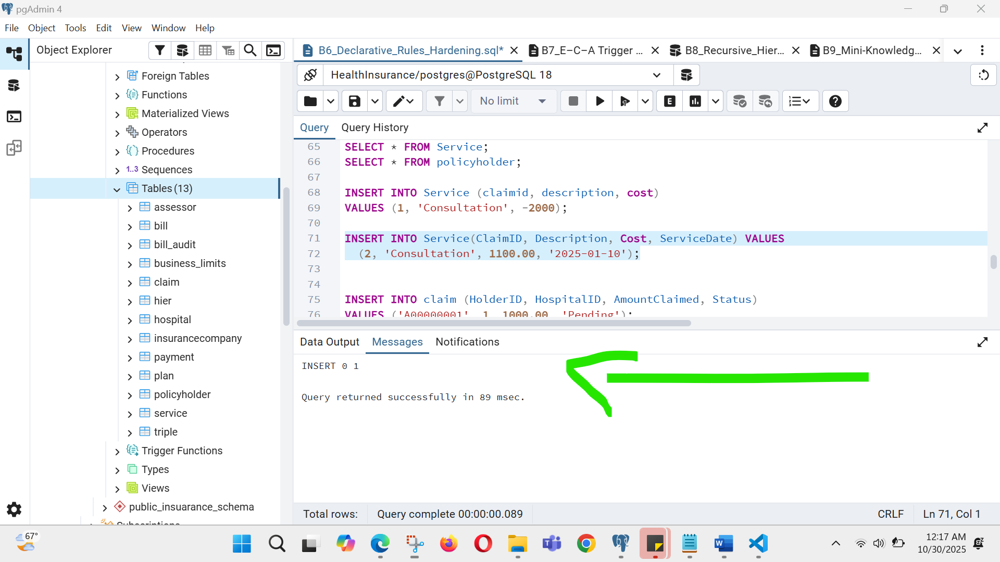 pgAdmin 4
File Object Tools Edit View Window Help
Object Explorer
B6_Declarative_Rules_Hardening.sql*
B7_E–C–A Trigger ...
B8_Recursive_Hier...
B9_Mini-Knowledg...
HealthInsurance/postgres@PostgreSQL 18
No limit
E
Query Query History
65 SELECT * FROM Service;
66 SELECT * FROM policyholder;
67
68 INSERT INTO Service (claimid, description, cost)
69 VALUES (1, 'Consultation', -2000);
70
71 INSERT INTO Service(ClaimID, Description, Cost, ServiceDate) VALUES
72 (2, 'Consultation', 1100.00, '2025-01-10');
73
74
75 INSERT INTO claim (HolderID, HospitalID, AmountClaimed, Status)
76 VALUES ('A00000001', 1, 1000.00, 'Pending');
Data Output Messages Notifications
INSERT 0 1
Query returned successfully in 89 msec.
Total rows: Query complete 00:00:00.089 CRLF Ln 71, Col 1
Foreign Tables
Functions
Materialized Views
Operators
Procedures
1..3 Sequences
Tables (13)
assessor
bill
bill_audit
business_limits
claim
hier
hospital
insurancecompany
payment
plan
policyholder
service
triple
Trigger Functions
Types
Views
public_insuarance_schema
Subscriptions
67°
12:17 AM
10/30/2025